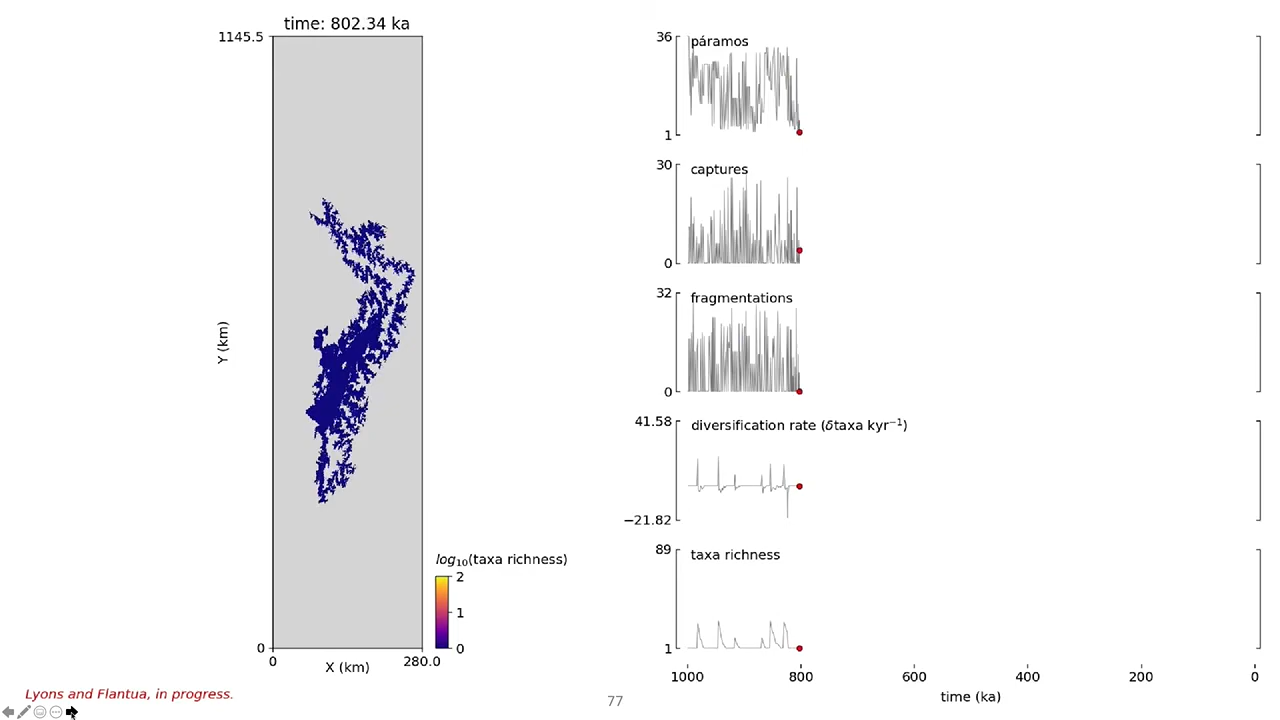 time: 802.34 ka
1145.5
Y (km)
0
0
X (km)
280.0
log10(taxa richness)
2
1
0
36
páramos
1
30
captures
0
32
fragmentations
0
41.58
diversification rate (δtaxa kyr⁻¹)
−21.82
89
taxa richness
1
1000 800 600 400 200 0
time (ka)
Lyons and Flantua, in progress.
77